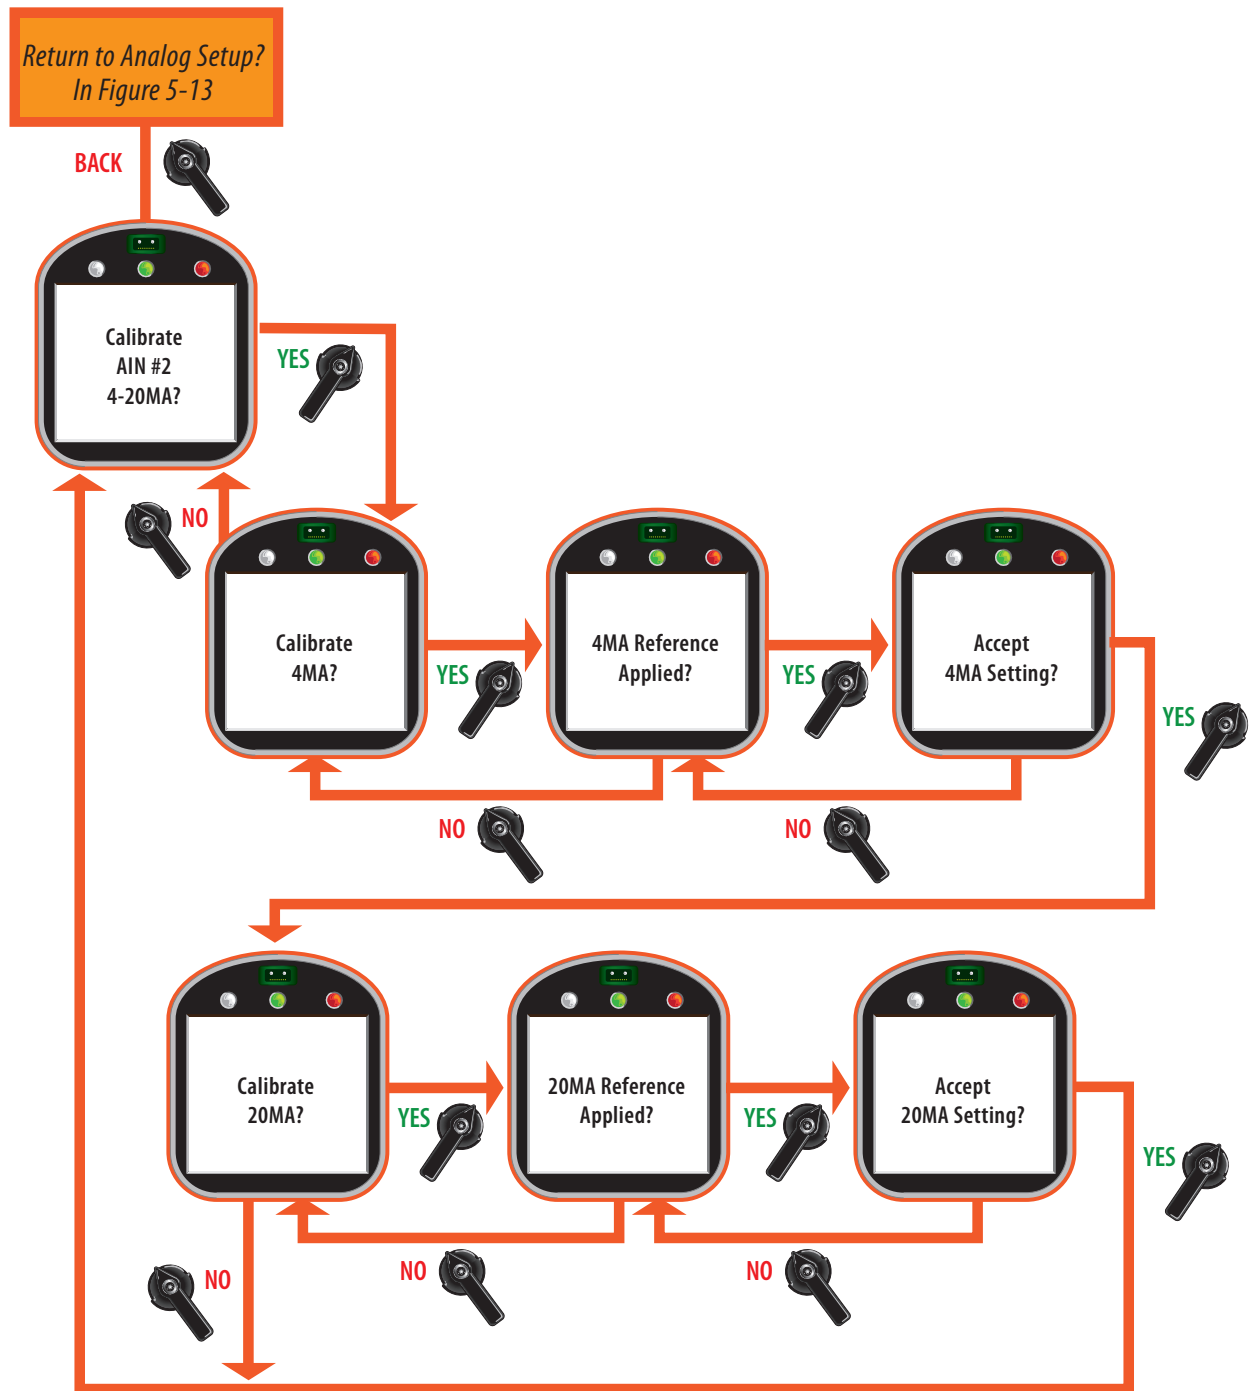 Return to Analog Setup?
In Figure 5-13
BACK
Calibrate
AIN #2
4-20MA?
YES
NO
Calibrate
4MA?
YES
4MA Reference
Applied?
YES
Accept
4MA Setting?
YES
NO
NO
Calibrate
20MA?
YES
20MA Reference
Applied?
YES
Accept
20MA Setting?
YES
NO
NO
NO